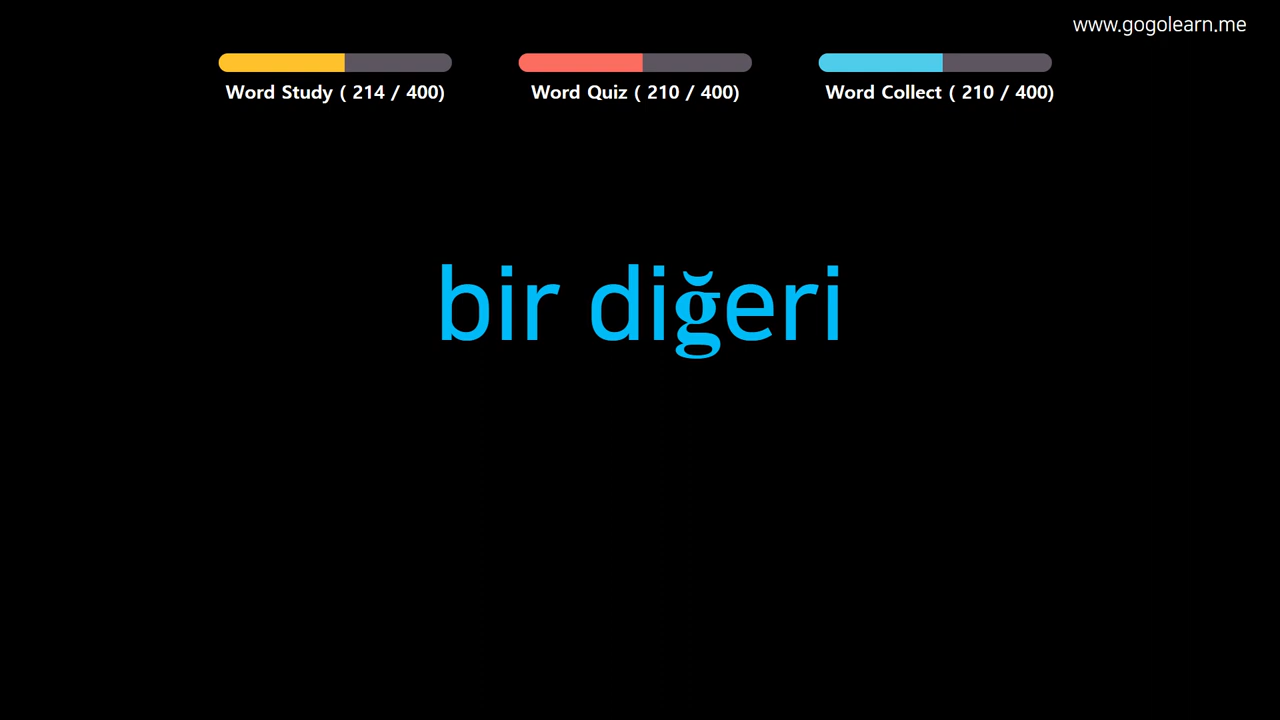 www.gogolearn.me
Word Study ( 214 / 400)
Word Quiz ( 210 / 400)
Word Collect ( 210 / 400)
bir diğeri